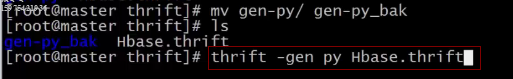 [root@master thrift]# mv gen-py/ gen-py_bak
[root@master thrift]# ls
gen-py_bak  Hbase.thrift
[root@master thrift]# thrift -gen py Hbase.thrift